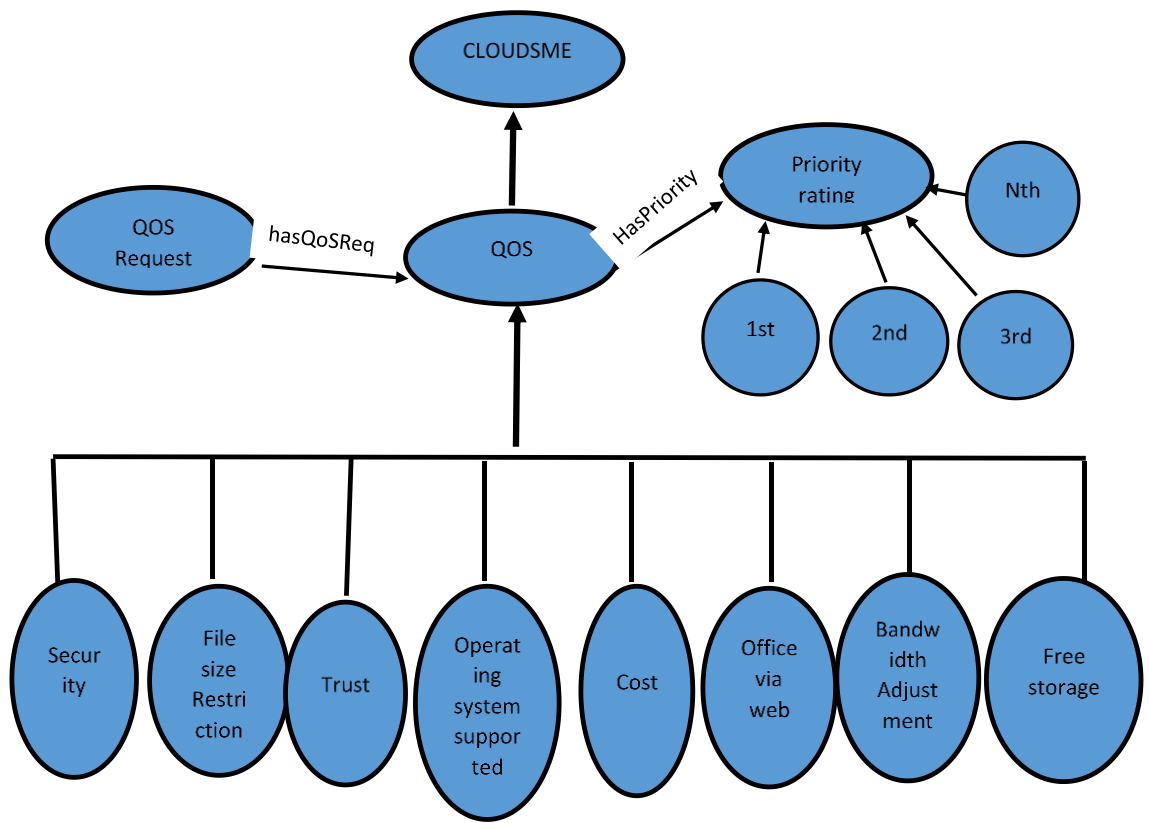 CLOUDSME
Priority
rating
Nth
HasPriority
QOS
Request
hasQoSReq
QOS
1st
2nd
3rd
Secur
ity
File
size
Restri
ction
Trust
Operat
ing
system
suppor
ted
Cost
Office
via
web
Bandw
idth
Adjust
ment
Free
storage